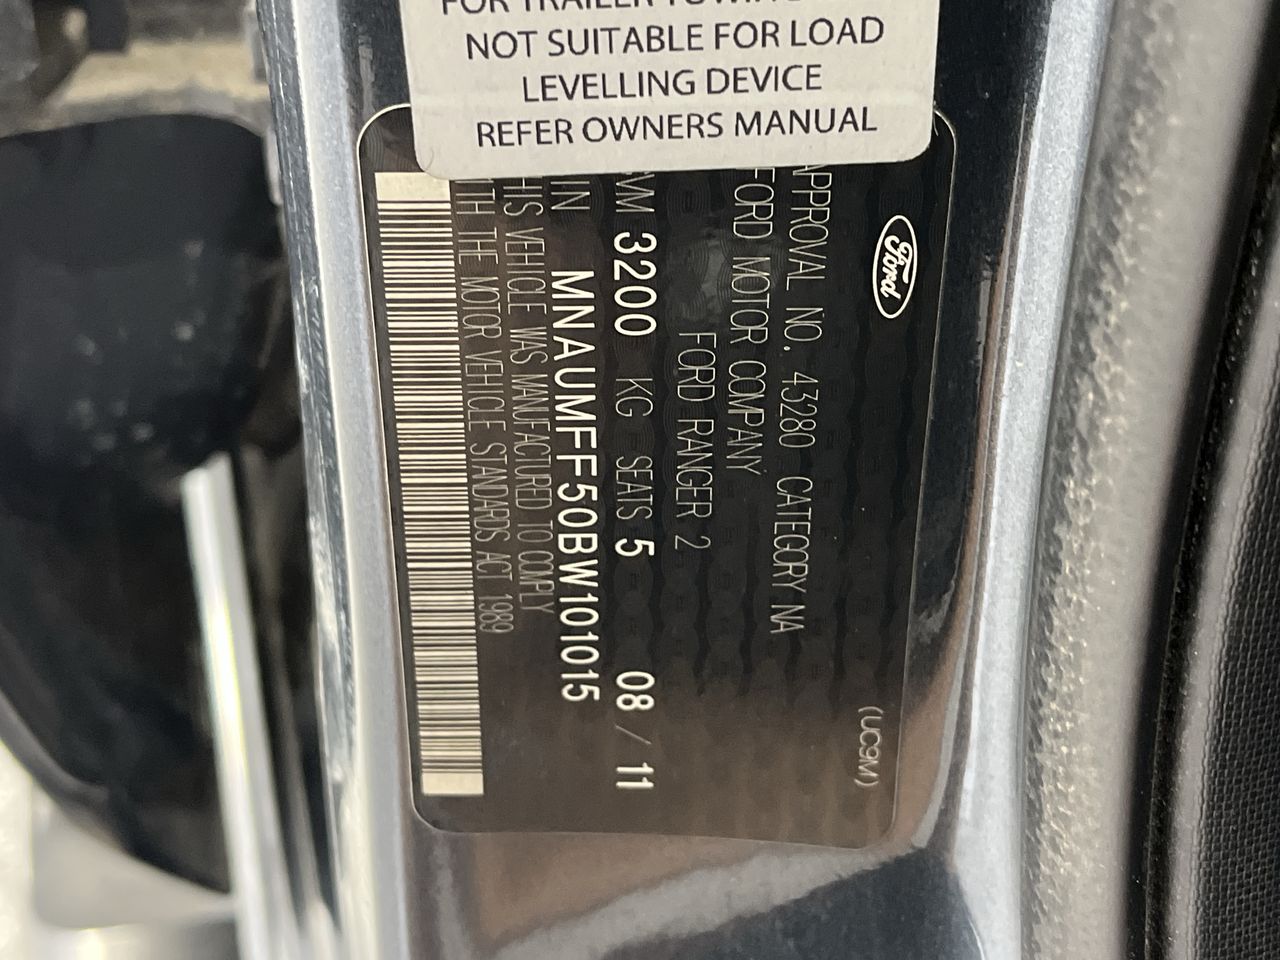 NOT SUITABLE FOR LOAD
LEVELLING DEVICE
REFER OWNERS MANUAL
Ford
(UC9M)
APPROVAL NO. 43280 CATEGORY NA
FORD MOTOR COMPANY
FORD RANGER 2
3200 KG SEATS 5 08 / 11
MNAUMFF50BW101015
VEHICLE WAS MANUFACTURED TO COMPLY
THE MOTOR VEHICLE STANDARDS ACT 1989